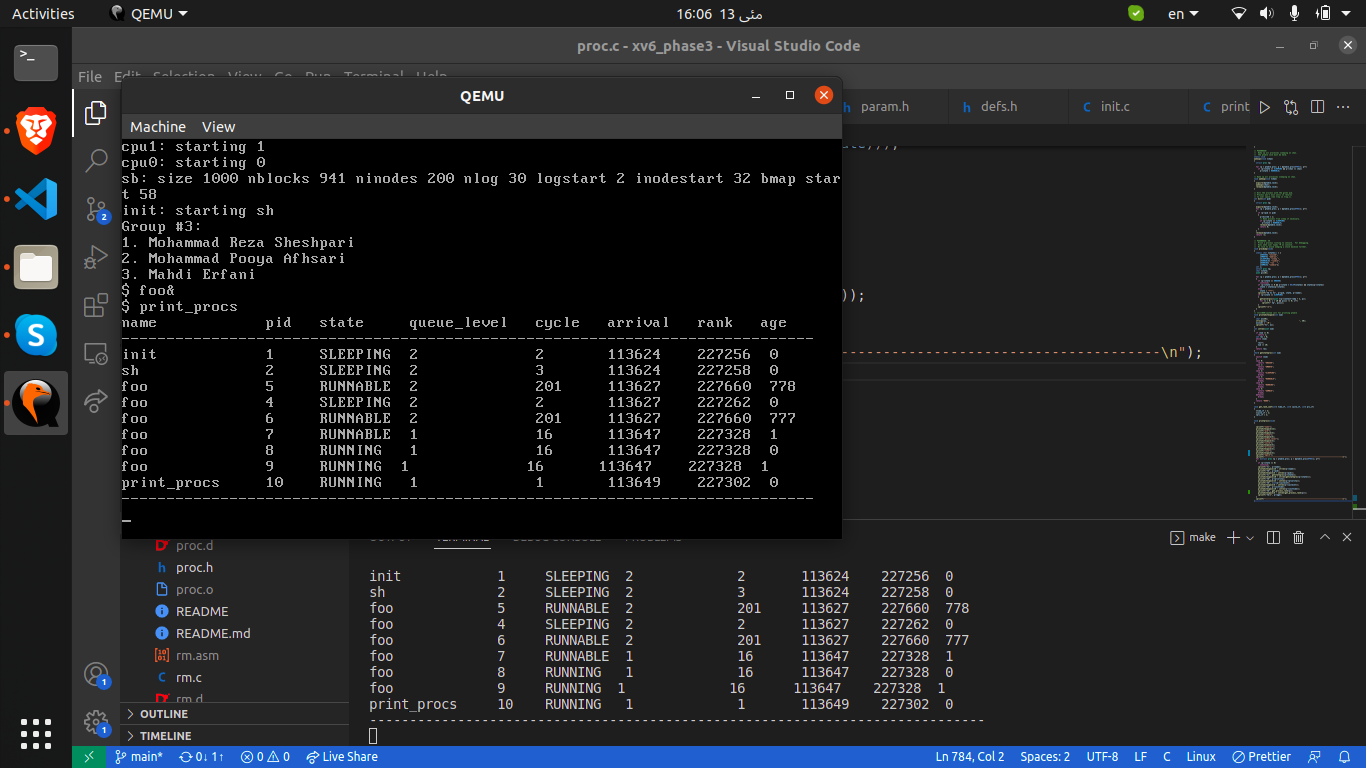 Activities QEMU 16:06 13 مئی en
proc.c - xv6_phase3 - Visual Studio Code
File Edit Selection View Go Run Terminal Help
QEMU
param.h defs.h init.c print
Machine View
cpu1: starting 1
cpu0: starting 0
sb: size 1000 nblocks 941 ninodes 200 nlog 30 logstart 2 inodestart 32 bmap star
t 58
init: starting sh
Group #3:
1. Mohammad Reza Sheshpari
2. Mohammad Pooya Afhsari
3. Mahdi Erfani
$ foo&
$ print_procs
name pid state queue_level cycle arrival rank age
--------------------------------------------------------------------------------
init 1 SLEEPING 2 2 113624 227256 0
sh 2 SLEEPING 2 3 113624 227258 0
foo 5 RUNNABLE 2 201 113627 227660 778
foo 4 SLEEPING 2 2 113627 227262 0
foo 6 RUNNABLE 2 201 113627 227660 777
foo 7 RUNNABLE 1 16 113647 227328 1
foo 8 RUNNING 1 16 113647 227328 0
foo 9 RUNNING 1 16 113647 227328 1
print_procs 10 RUNNING 1 1 113649 227302 0
--------------------------------------------------------------------------------
));
----------------------------------------\n");
TERMINAL
make
proc.d
proc.h
proc.o
README
README.md
rm.asm
rm.c
rm.d
OUTLINE
TIMELINE
init 1 SLEEPING 2 2 113624 227256 0
sh 2 SLEEPING 2 3 113624 227258 0
foo 5 RUNNABLE 2 201 113627 227660 778
foo 4 SLEEPING 2 2 113627 227262 0
foo 6 RUNNABLE 2 201 113627 227660 777
foo 7 RUNNABLE 1 16 113647 227328 1
foo 8 RUNNING 1 16 113647 227328 0
foo 9 RUNNING 1 16 113647 227328 1
print_procs 10 RUNNING 1 1 113649 227302 0
-----------------------------------------------------------------------------
main* 0↓ 1↑ 0 0 Live Share Ln 784, Col 2 Spaces: 2 UTF-8 LF C Linux Prettier